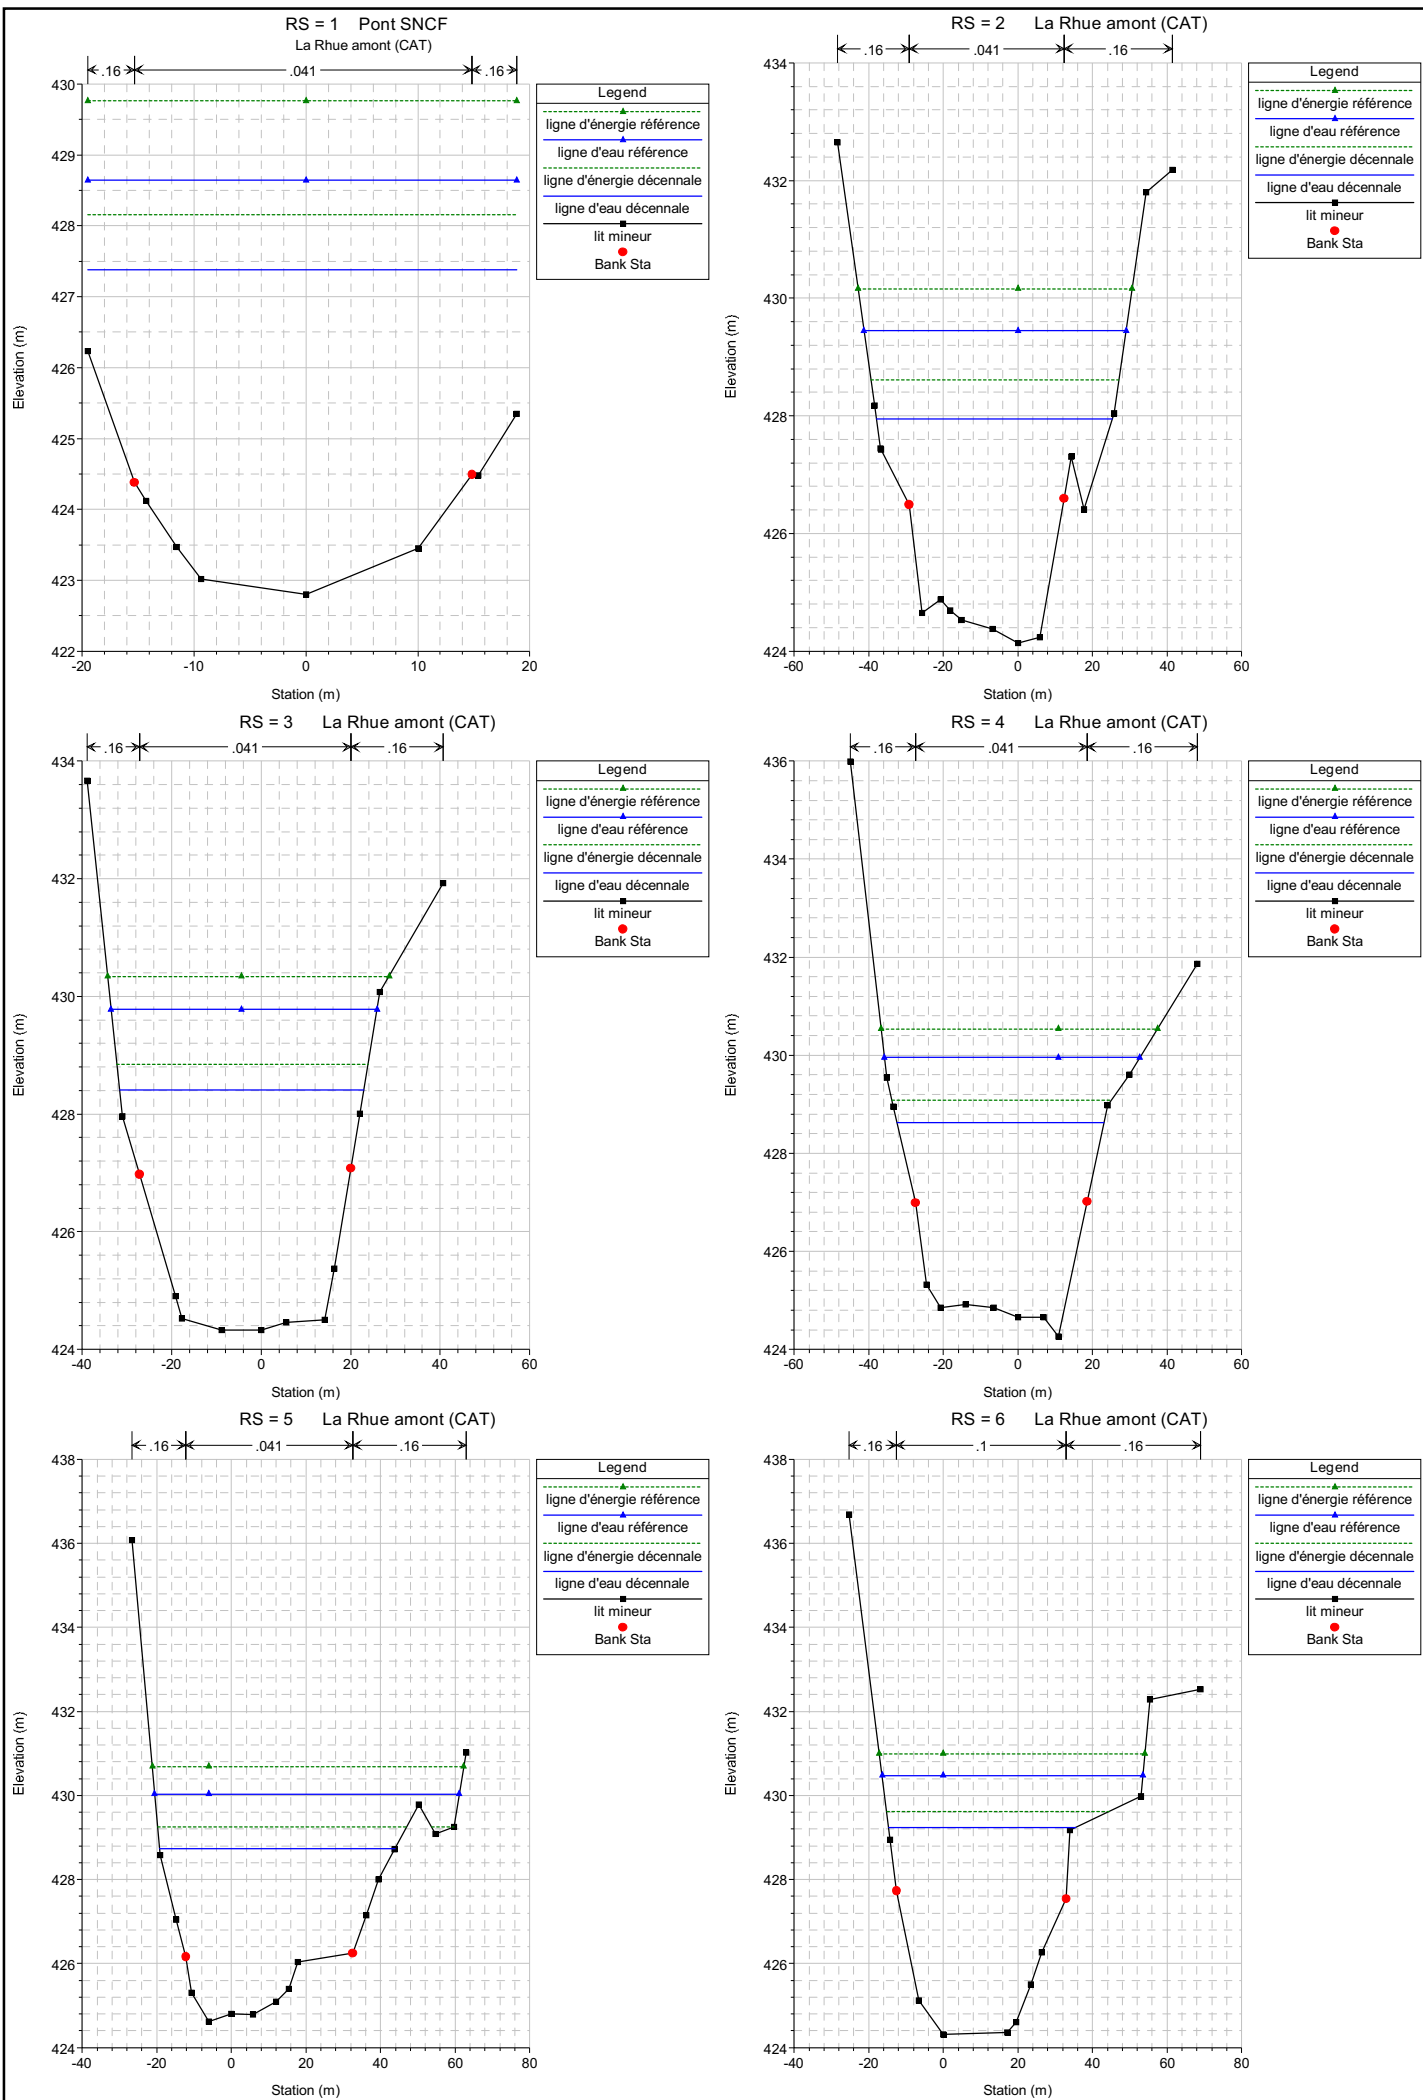 RS = 1 Pont SNCF
La Rhue amont (CAT)
.16 .041 .16
430
429
428
427
426
425
424
423
422
-20 -10 0 10 20
Elevation (m)
Station (m)
Legend
ligne d'énergie référence
ligne d'eau référence
ligne d'énergie décennale
ligne d'eau décennale
lit mineur
Bank Sta
RS = 2 La Rhue amont (CAT)
.16 .041 .16
434
432
430
428
426
424
-60 -40 -20 0 20 40 60
Elevation (m)
Station (m)
Legend
ligne d'énergie référence
ligne d'eau référence
ligne d'énergie décennale
ligne d'eau décennale
lit mineur
Bank Sta
RS = 3 La Rhue amont (CAT)
.16 .041 .16
434
432
430
428
426
424
-40 -20 0 20 40 60
Elevation (m)
Station (m)
Legend
ligne d'énergie référence
ligne d'eau référence
ligne d'énergie décennale
ligne d'eau décennale
lit mineur
Bank Sta
RS = 4 La Rhue amont (CAT)
.16 .041 .16
436
434
432
430
428
426
424
-60 -40 -20 0 20 40 60
Elevation (m)
Station (m)
Legend
ligne d'énergie référence
ligne d'eau référence
ligne d'énergie décennale
ligne d'eau décennale
lit mineur
Bank Sta
RS = 5 La Rhue amont (CAT)
.16 .041 .16
438
436
434
432
430
428
426
424
-40 -20 0 20 40 60 80
Elevation (m)
Station (m)
Legend
ligne d'énergie référence
ligne d'eau référence
ligne d'énergie décennale
ligne d'eau décennale
lit mineur
Bank Sta
RS = 6 La Rhue amont (CAT)
.16 .1 .16
438
436
434
432
430
428
426
424
-40 -20 0 20 40 60 80
Elevation (m)
Station (m)
Legend
ligne d'énergie référence
ligne d'eau référence
ligne d'énergie décennale
ligne d'eau décennale
lit mineur
Bank Sta